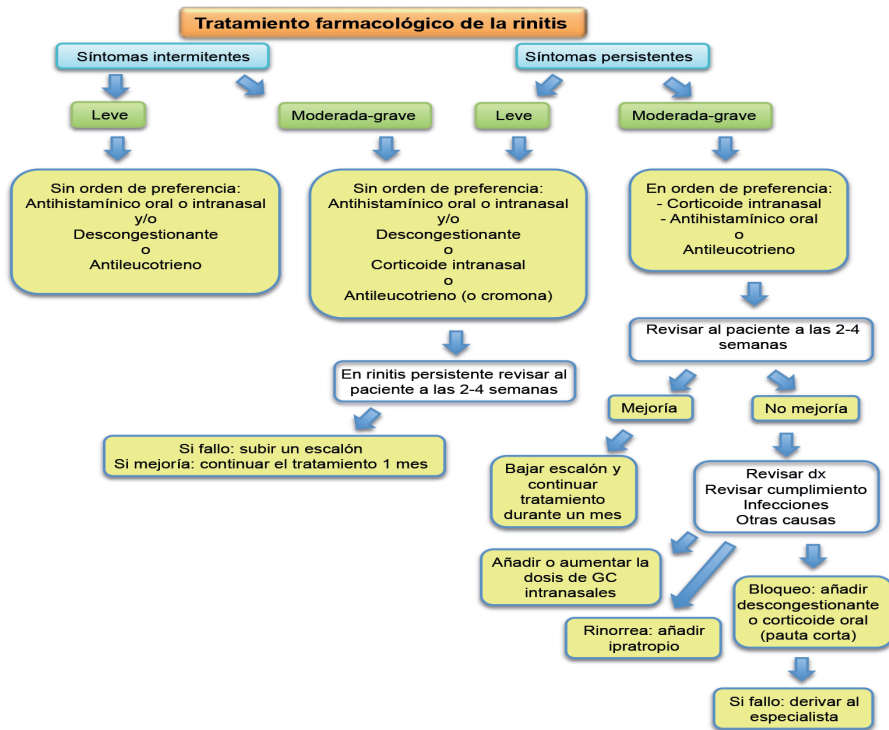 Tratamiento farmacológico de la rinitis
Síntomas intermitentes
Síntomas persistentes
Leve
Moderada-grave
Leve
Moderada-grave
Sin orden de preferencia:
Antihistamínico oral o intranasal
y/o
Descongestionante
o
Antileucotrieno
Sin orden de preferencia:
Antihistamínico oral o intranasal
y/o
Descongestionante
o
Corticoide intranasal
o
Antileucotrieno (o cromona)
En orden de preferencia:
- Corticoide intranasal
- Antihistamínico oral
o
Antileucotrieno
En rinitis persistente revisar al
paciente a las 2-4 semanas
Si fallo: subir un escalón
Si mejoría: continuar el tratamiento 1 mes
Revisar al paciente a las 2-4
semanas
Mejoría
No mejoría
Bajar escalón y
continuar
tratamiento
durante un mes
Revisar dx
Revisar cumplimiento
Infecciones
Otras causas
Añadir o aumentar la
dosis de GC
intranasales
Rinorrea: añadir
ipratropio
Bloqueo: añadir
descongestionante
o corticoide oral
(pauta corta)
Si fallo: derivar al
especialista